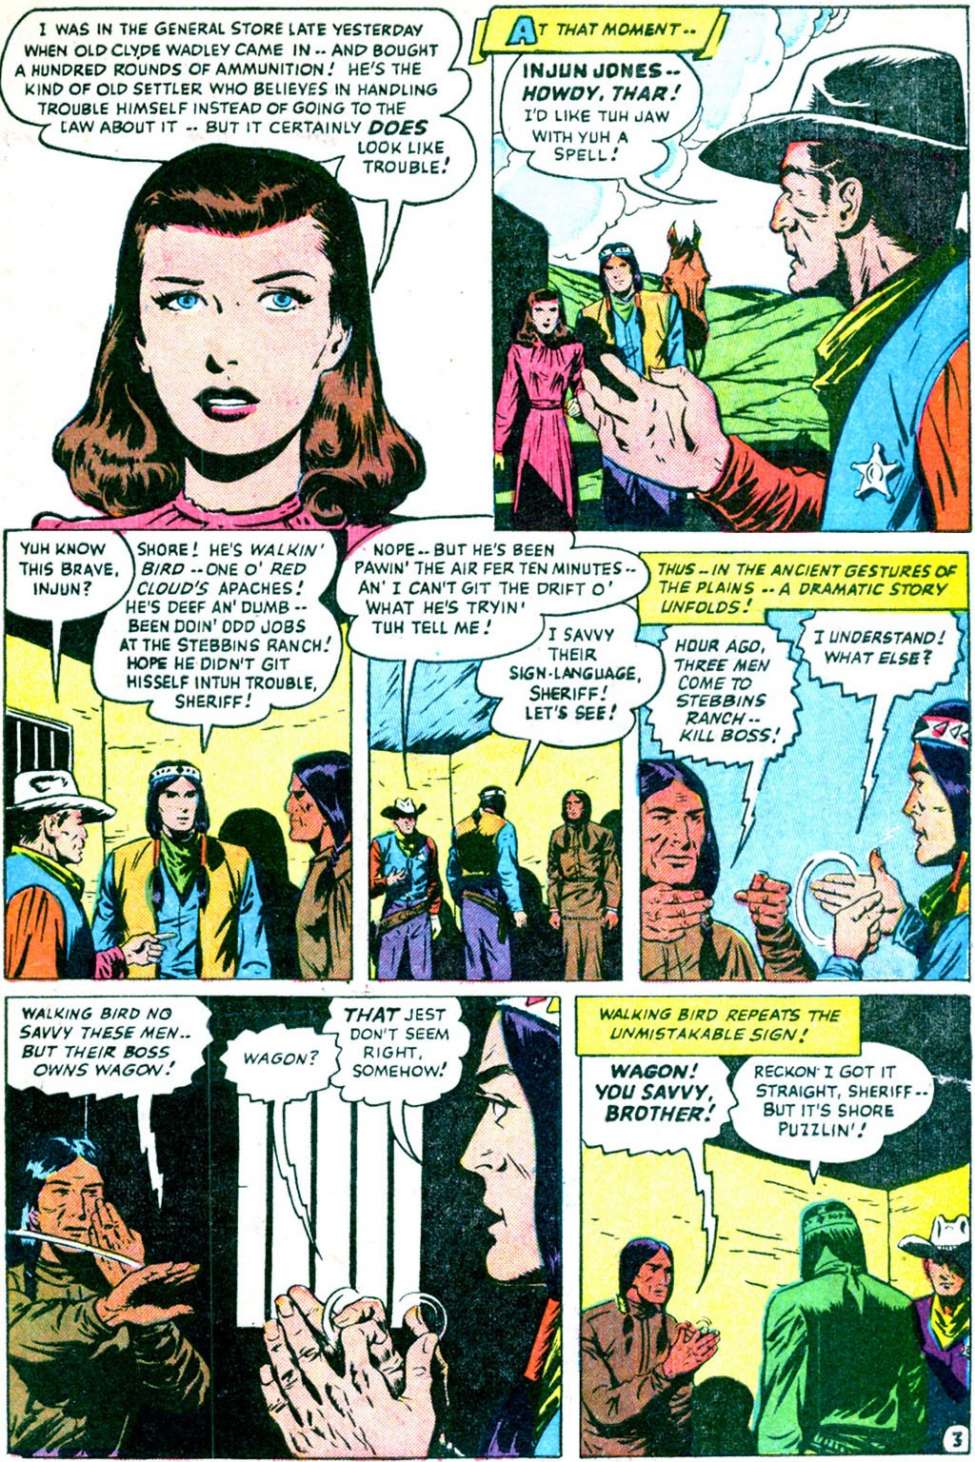 I WAS IN THE GENERAL STORE LATE YESTERDAY
WHEN OLD CLYDE WADLEY CAME IN -- AND BOUGHT
A HUNDRED ROUNDS OF AMMUNITION! HE'S THE
KIND OF OLD SETTLER WHO BELIEVES IN HANDLING
TROUBLE HIMSELF INSTEAD OF GOING TO THE
LAW ABOUT IT -- BUT IT CERTAINLY DOES
LOOK LIKE
TROUBLE!
AT THAT MOMENT --
INJUN JONES --
HOWDY, THAR!
I'D LIKE TUH JAW
WITH YUH A
SPELL!
YUH KNOW
THIS BRAVE,
INJUN?
SHORE! HE'S WALKIN'
BIRD -- ONE O' RED
CLOUD'S APACHES!
HE'S DEEF AN' DUMB --
BEEN DOIN' ODD JOBS
AT THE STEBBINS RANCH!
HOPE HE DIDN'T GIT
HISSELF INTUH TROUBLE,
SHERIFF!
NOPE -- BUT HE'S BEEN
PAWIN' THE AIR FER TEN MINUTES --
AN' I CAN'T GIT THE DRIFT O'
WHAT HE'S TRYIN'
TUH TELL ME!
I SAVVY
THEIR
SIGN-LANGUAGE,
SHERIFF!
LET'S SEE!
THUS -- IN THE ANCIENT GESTURES OF
THE PLAINS -- A DRAMATIC STORY
UNFOLDS!
HOUR AGO,
THREE MEN
COME TO
STEBBINS
RANCH --
KILL BOSS!
I UNDERSTAND!
WHAT ELSE?
WALKING BIRD NO
SAVVY THESE MEN --
BUT THEIR BOSS
OWNS WAGON!
WAGON?
THAT JEST
DON'T SEEM
RIGHT,
SOMEHOW!
WALKING BIRD REPEATS THE
UNMISTAKABLE SIGN!
WAGON!
YOU SAVVY,
BROTHER!
RECKON I GOT IT
STRAIGHT, SHERIFF --
BUT IT'S SHORE
PUZZLIN'!
3